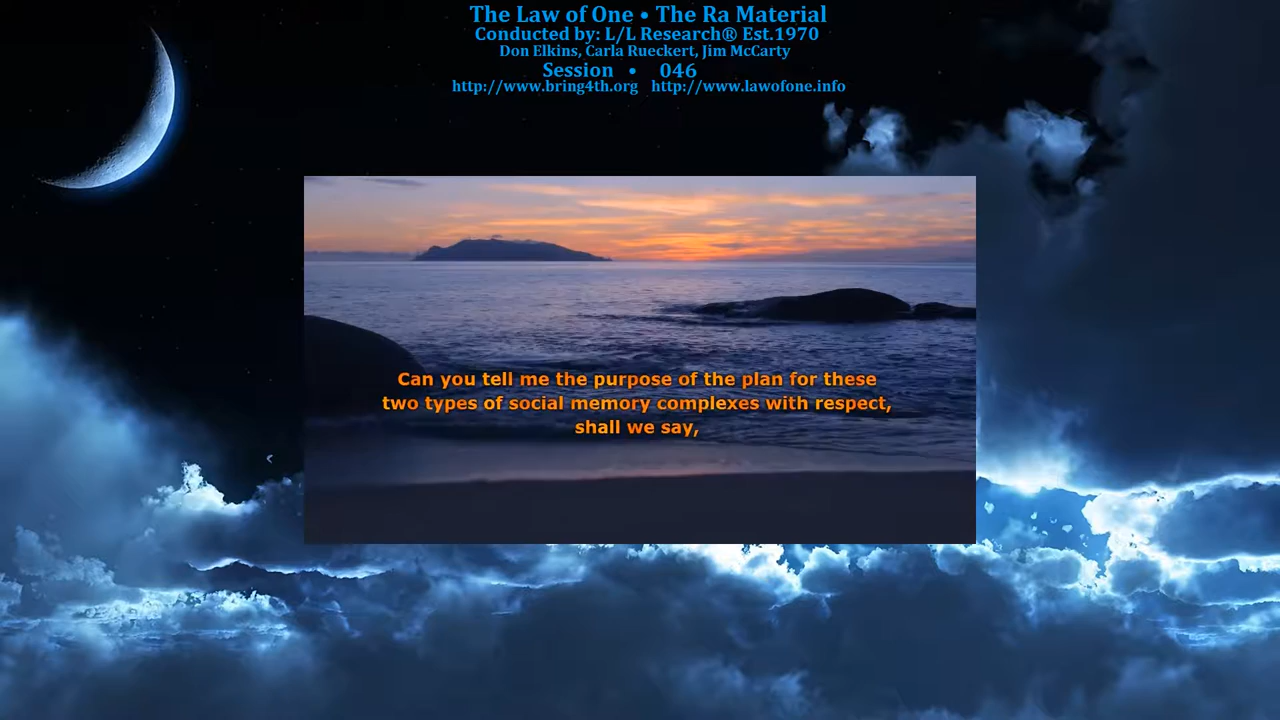 The Law of One • The Ra Material
Conducted by: L/L Research® Est.1970
Don Elkins, Carla Rueckert, Jim McCarty
Session • 046
http://www.bring4th.org http://www.lawofone.info
Can you tell me the purpose of the plan for these
two types of social memory complexes with respect,
shall we say,